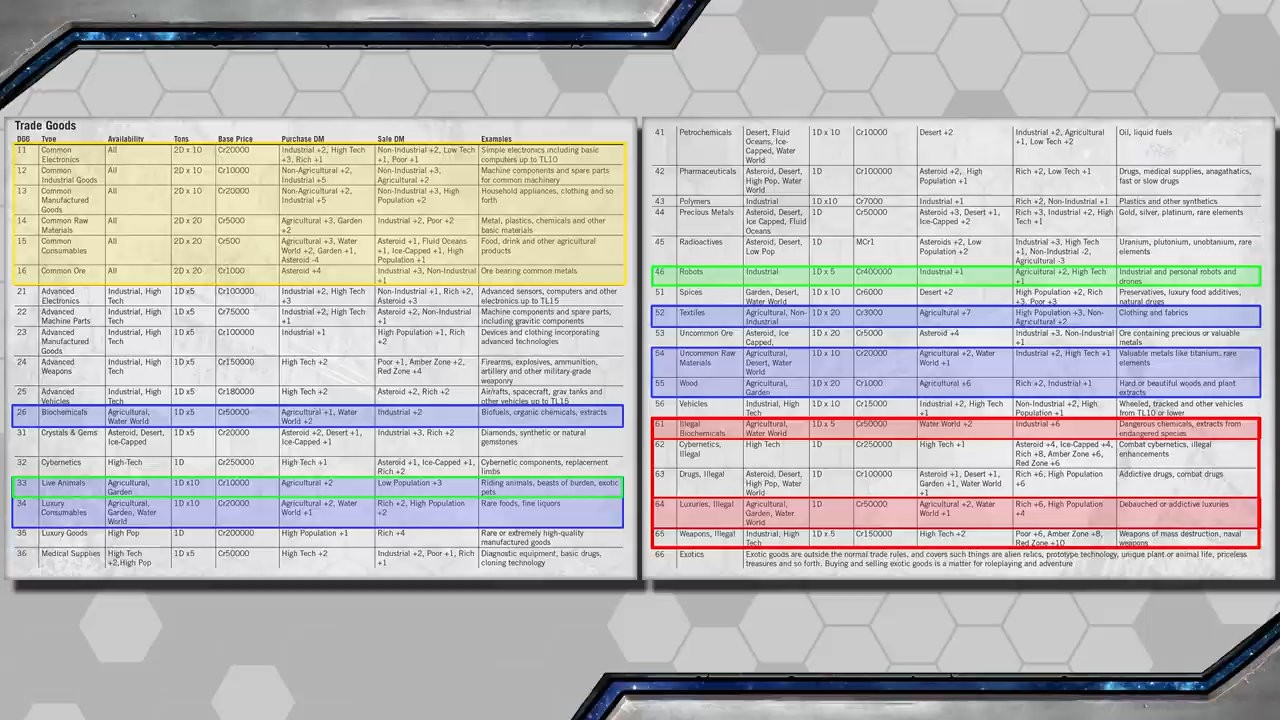 Trade Goods
D66 Type Availability Tons Base Price Purchase DM Sale DM Examples
11 Common Electronics All 2D x 10 Cr20000 Industrial +2, High Tech +3, Rich +1 Non-Industrial +2, Low Tech +1, Poor +1 Simple electronics including basic computers up to TL10
12 Common Industrial Goods All 2D x 10 Cr10000 Non-Agricultural +2, Industrial +5 Non-Industrial +3, Agricultural +2 Machine components and spare parts for common machinery
13 Common Manufactured Goods All 2D x 10 Cr20000 Non-Agricultural +2, Industrial +5 Non-Industrial +3, High Population +2 Household appliances, clothing and so forth
14 Common Raw Materials All 2D x 20 Cr5000 Agricultural +3, Garden +2 Industrial +2, Poor +2 Metal, plastics, chemicals and other basic materials
15 Common Consumables All 2D x 20 Cr500 Agricultural +3, Water World +2, Garden +1, Asteroid -4 Asteroid +1, Fluid Oceans +1, Ice-Capped +1, High Population +1 Food, drink and other agricultural products
16 Common Ore All 2D x 20 Cr1000 Asteroid +4 Industrial +3, Non-Industrial +1 Ore bearing common metals
21 Advanced Electronics Industrial, High Tech 1D x5 Cr100000 Industrial +2, High Tech +3 Non-Industrial +1, Rich +2, Asteroid +3 Advanced sensors, computers and other electronics up to TL15
22 Advanced Machine Parts Industrial, High Tech 1D x5 Cr75000 Industrial +2, High Tech +1 Asteroid +2, Non-Industrial +1 Machine components and spare parts, including gravitic components
23 Advanced Manufactured Goods Industrial, High Tech 1D x5 Cr100000 Industrial +1 High Population +1, Rich +2 Devices and clothing incorporating advanced technologies
24 Advanced Weapons Industrial, High Tech 1D x5 Cr150000 High Tech +2 Poor +1, Amber Zone +2, Red Zone +4 Firearms, explosives, ammunition, artillery and other military-grade weaponry
25 Advanced Vehicles Industrial, High Tech 1D x5 Cr180000 High Tech +2 Asteroid +2, Rich +2 Air/rafts, spacecraft, grav tanks and other vehicles up to TL15
26 Biochemicals Agricultural, Water World 1D x5 Cr50000 Agricultural +1, Water World +2 Industrial +2 Biofuels, organic chemicals, extracts
31 Crystals & Gems Asteroid, Desert, Ice-Capped 1D x5 Cr20000 Asteroid +2, Desert +1, Ice-Capped +1 Industrial +3, Rich +2 Diamonds, synthetic or natural gemstones
32 Cybernetics High-Tech 1D Cr250000 High Tech +1 Asteroid +1, Ice-Capped +1, Rich +2 Cybernetic components, replacement limbs
33 Live Animals Agricultural, Garden 1D x10 Cr10000 Agricultural +2 Low Population +3 Riding animals, beasts of burden, exotic pets
34 Luxury Consumables Agricultural, Garden, Water World 1D x10 Cr20000 Agricultural +2, Water World +1 Rich +2, High Population +2 Rare foods, fine liquors
35 Luxury Goods High Pop 1D Cr200000 High Population +1 Rich +4 Rare or extremely high-quality manufactured goods
36 Medical Supplies High Tech +2,High Pop 1D x5 Cr50000 High Tech +2 Industrial +2, Poor +1, Rich +1 Diagnostic equipment, basic drugs, cloning technology
41 Petrochemicals Desert, Fluid Oceans, Ice-Capped, Water World 1D x 10 Cr10000 Desert +2 Industrial +2, Agricultural +1, Low Tech +2 Oil, liquid fuels
42 Pharmaceuticals Asteroid, Desert, High Pop, Water World 1D Cr100000 Asteroid +2, High Population +1 Rich +2, Low Tech +1 Drugs, medical supplies, anagathatics, fast or slow drugs
43 Polymers Industrial 1D x10 Cr7000 Industrial +1 Rich +2, Non-Industrial +1 Plastics and other synthetics
44 Precious Metals Asteroid, Desert, Ice Capped, Fluid Oceans 1D Cr50000 Asteroid +3, Desert +1, Ice-Capped +2 Rich +3, Industrial +2, High Tech +1 Gold, silver, platinum, rare elements
45 Radioactives Asteroid, Desert, Low Pop 1D MCr1 Asteroids +2, Low Population +2 Industrial +3, High Tech +1, Non-Industrial -2, Agricultural -3 Uranium, plutonium, unobtanium, rare elements
46 Robots Industrial 1D x 5 Cr400000 Industrial +1 Agricultural +2, High Tech +1 Industrial and personal robots and drones
51 Spices Garden, Desert, Water World 1D x 10 Cr6000 Desert +2 High Population +2, Rich +3, Poor +3 Preservatives, luxury food additives, natural drugs
52 Textiles Agricultural, Non-Industrial 1D x 20 Cr3000 Agricultural +7 High Population +3, Non-Agricultural +2 Clothing and fabrics
53 Uncommon Ore Asteroid, Ice Capped, 1D x 20 Cr5000 Asteroid +4 Industrial +3, Non-Industrial +1 Ore containing precious or valuable metals
54 Uncommon Raw Materials Agricultural, Desert, Water World 1D x 10 Cr20000 Agricultural +2, Water World +1 Industrial +2, High Tech +1 Valuable metals like titanium, rare elements
55 Wood Agricultural, Garden 1D x 20 Cr1000 Agricultural +6 Rich +2, Industrial +1 Hard or beautiful woods and plant extracts
56 Vehicles Industrial, High Tech 1D x 10 Cr15000 Industrial +2, High Tech +1 Non-Industrial +2, High Population +1 Wheeled, tracked and other vehicles from TL10 or lower
61 Illegal Biochemicals Agricultural, Water World 1D x 5 Cr50000 Water World +2 Industrial +6 Dangerous chemicals, extracts from endangered species
62 Cybernetics, Illegal High Tech 1D Cr250000 High Tech +1 Asteroid +4, Ice-Capped +4, Rich +8, Amber Zone +6, Red Zone +6 Combat cybernetics, illegal enhancements
63 Drugs, Illegal Asteroid, Desert, High Pop, Water World 1D Cr100000 Asteroid +1, Desert +1, Garden +1, Water World +1 Rich +6, High Population +6 Addictive drugs, combat drugs
64 Luxuries, Illegal Agricultural, Garden, Water World 1D Cr50000 Agricultural +2, Water World +1 Rich +6, High Population +4 Debauched or addictive luxuries
65 Weapons, Illegal Industrial, High Tech 1D x 5 Cr150000 High Tech +2 Poor +6, Amber Zone +8, Red Zone +10 Weapons of mass destruction, naval weapons
66 Exotics Exotic goods are outside the normal trade rules, and covers such things are alien relics, prototype technology, unique plant or animal life, priceless treasures and so forth. Buying and selling exotic goods is a matter for roleplaying and adventure